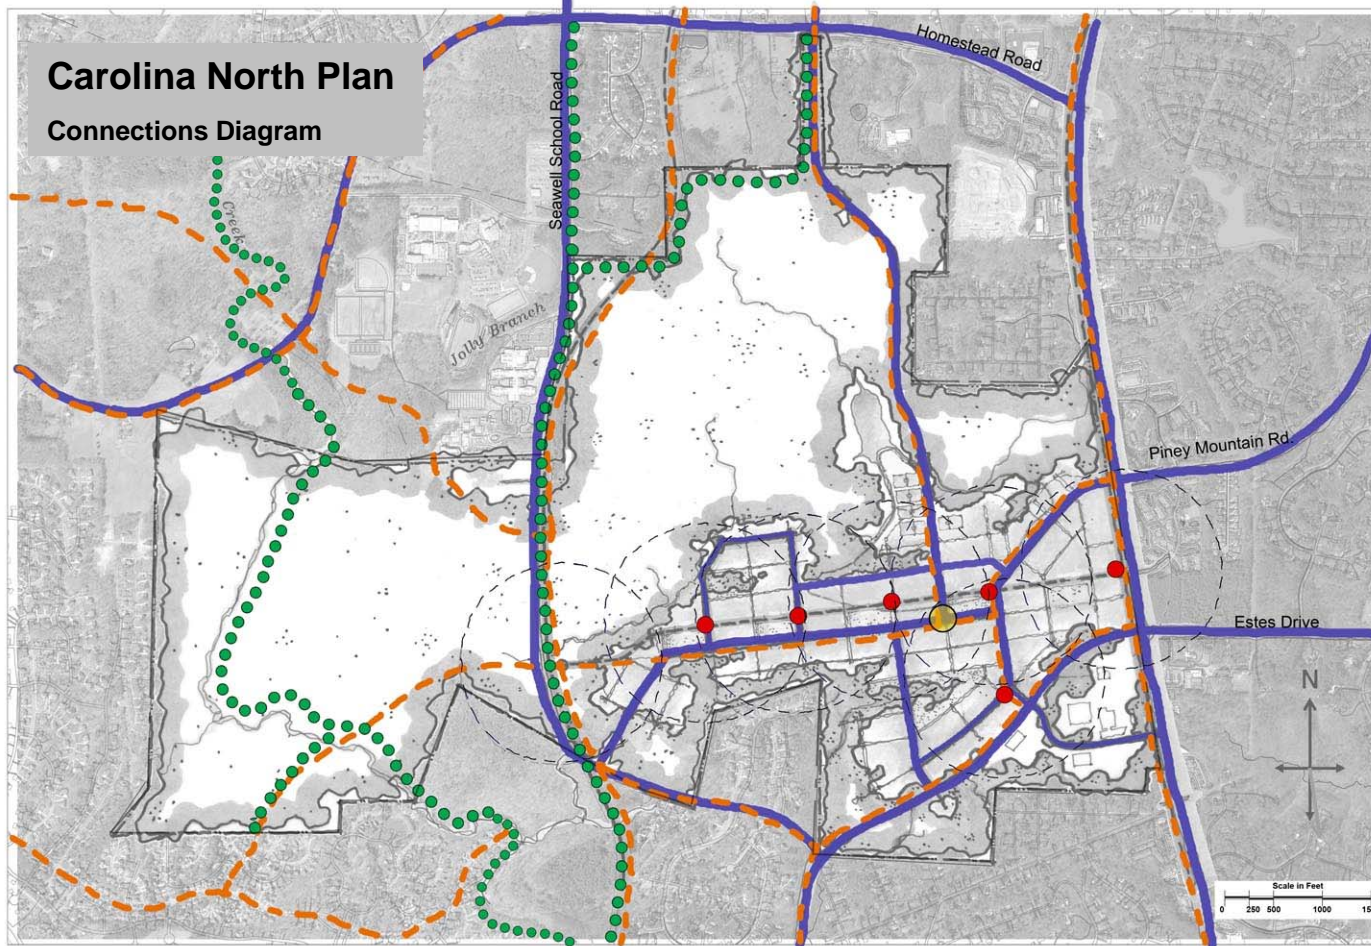 Carolina North Plan
Connections Diagram
Homestead Road
Seawell School Road
Creek
Jolly Branch
Piney Mountain Rd.
Estes Drive
N
Scale in Feet
0 250 500 1000